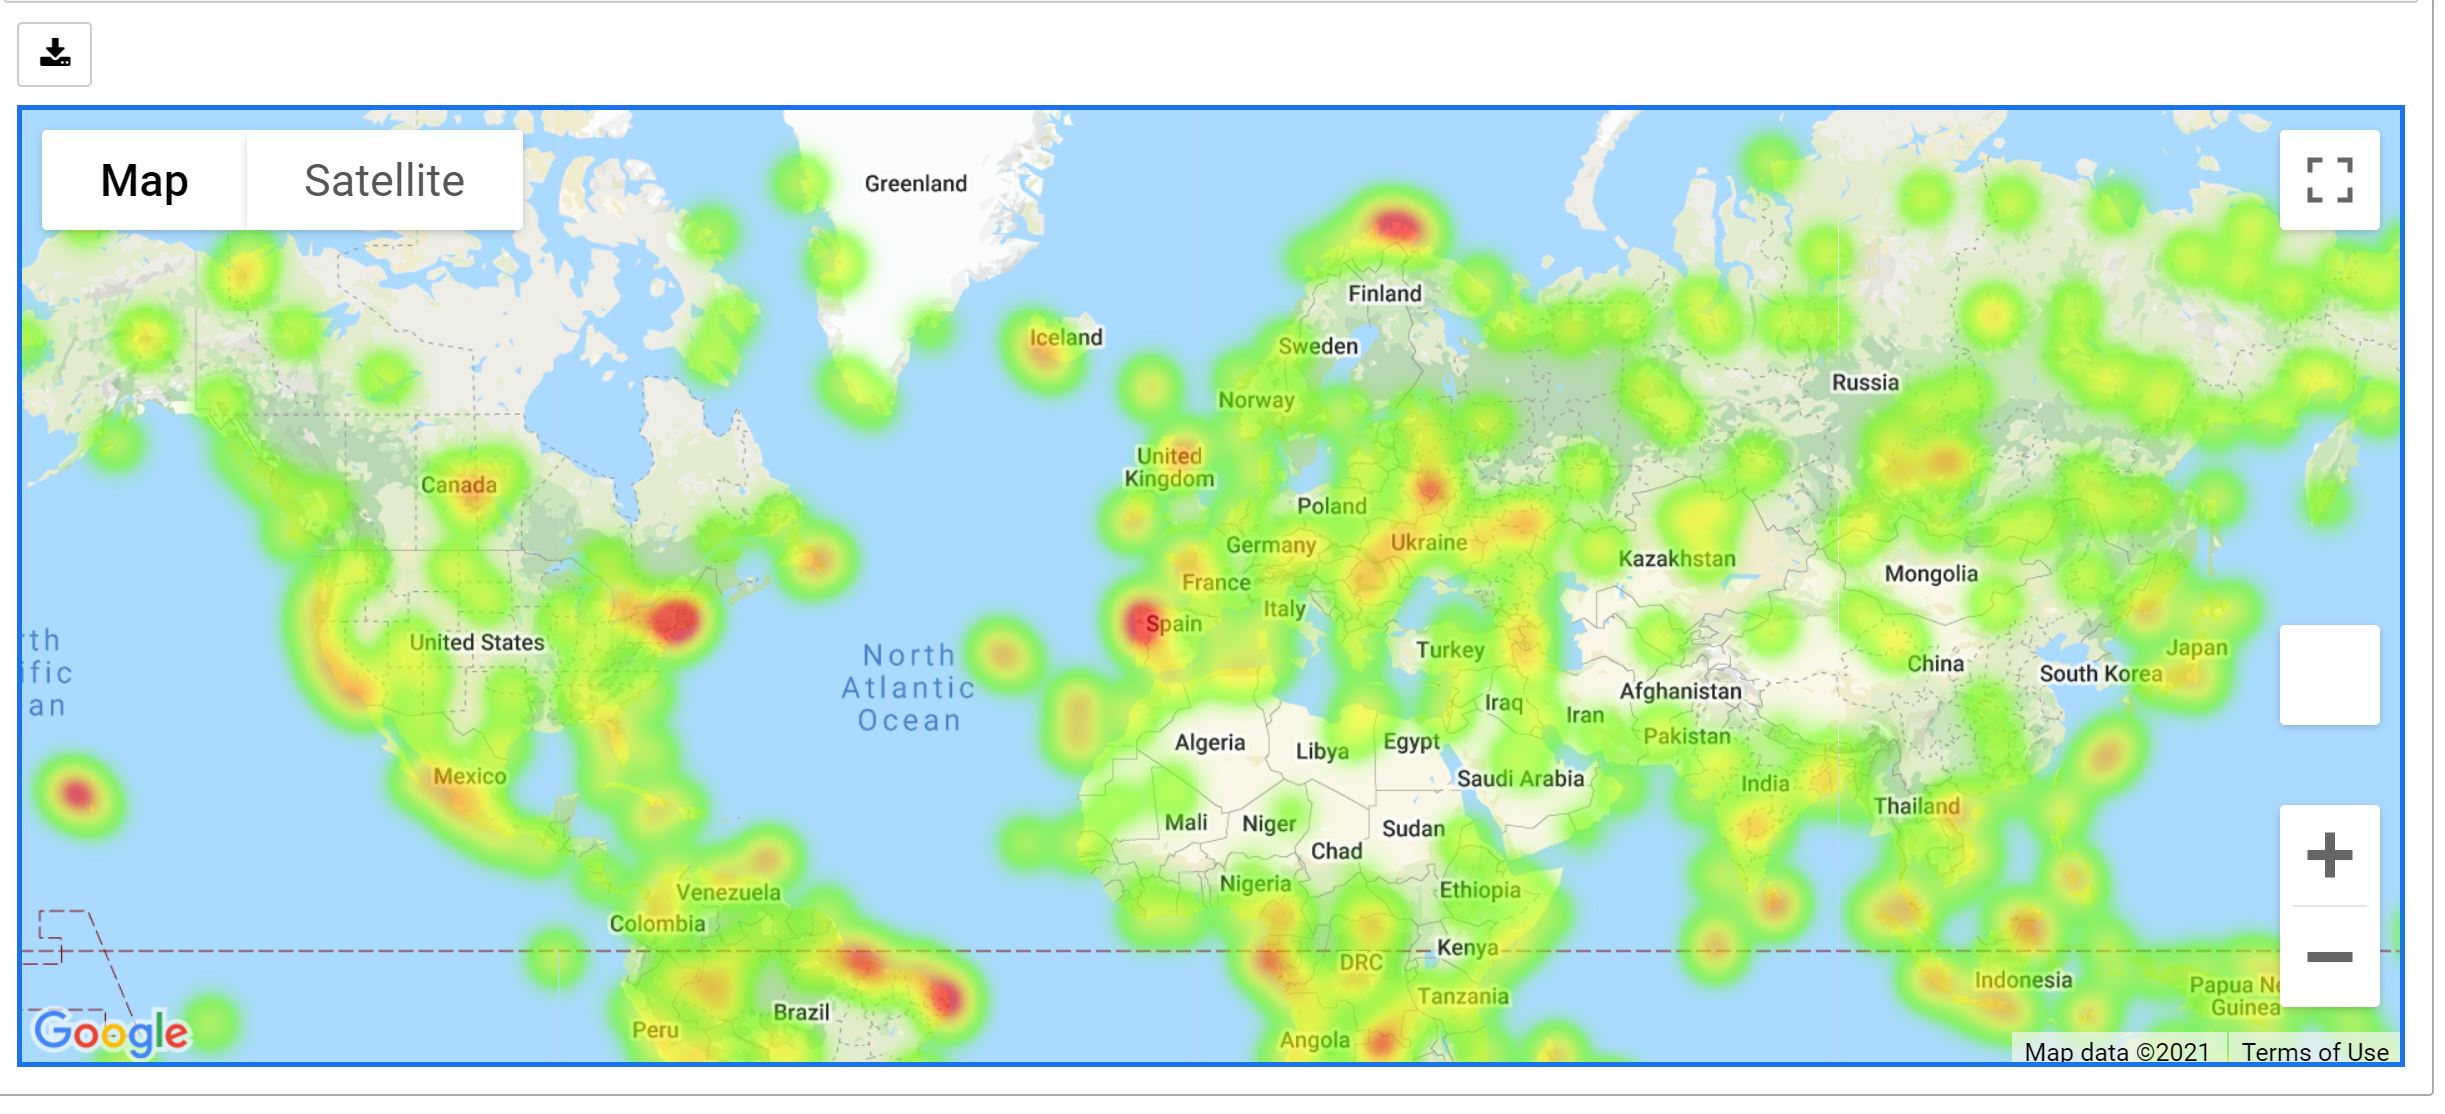 Map
Satellite
Greenland
Finland
Iceland
Sweden
Russia
Norway
United
Kingdom
Canada
Poland
Germany
Ukraine
Kazakhstan
Mongolia
France
Italy
Spain
United States
Turkey
Japan
China
South Korea
th
ific
an
North
Atlantic
Ocean
Afghanistan
Iraq
Iran
Pakistan
Algeria
Libya
Egypt
Mexico
Saudi Arabia
India
Thailand
Mali
Niger
Sudan
Chad
Nigeria
Ethiopia
Venezuela
Colombia
Kenya
DRC
Indonesia
Papua Ne
Guinea
Tanzania
Brazil
Peru
Angola
Google
Map data ©2021
Terms of Use